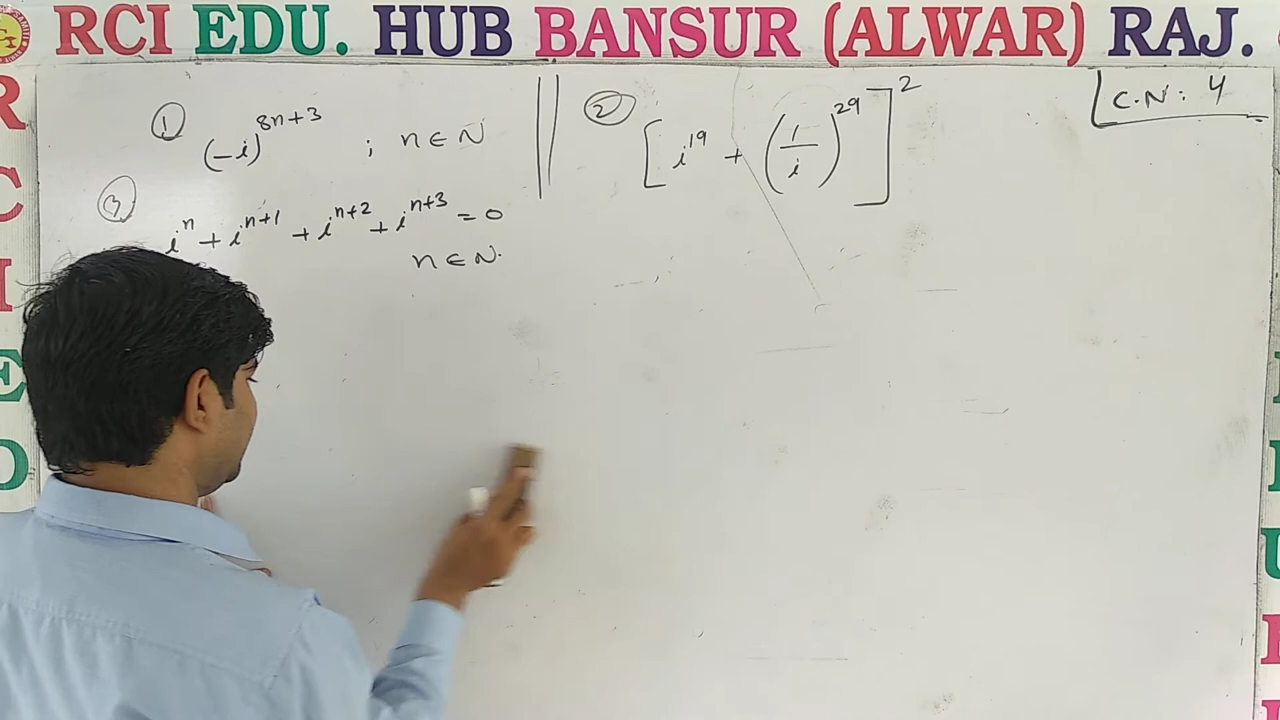 RCI EDU. HUB BANSUR (ALWAR) RAJ.
C.N: 4
① (-i)^{8n+3} ; n ∈ N
② [i^{19} + (1/i)^{29}]^2
③ i^n + i^{n+1} + i^{n+2} + i^{n+3} = 0
n ∈ N.
R
C
I
E
D